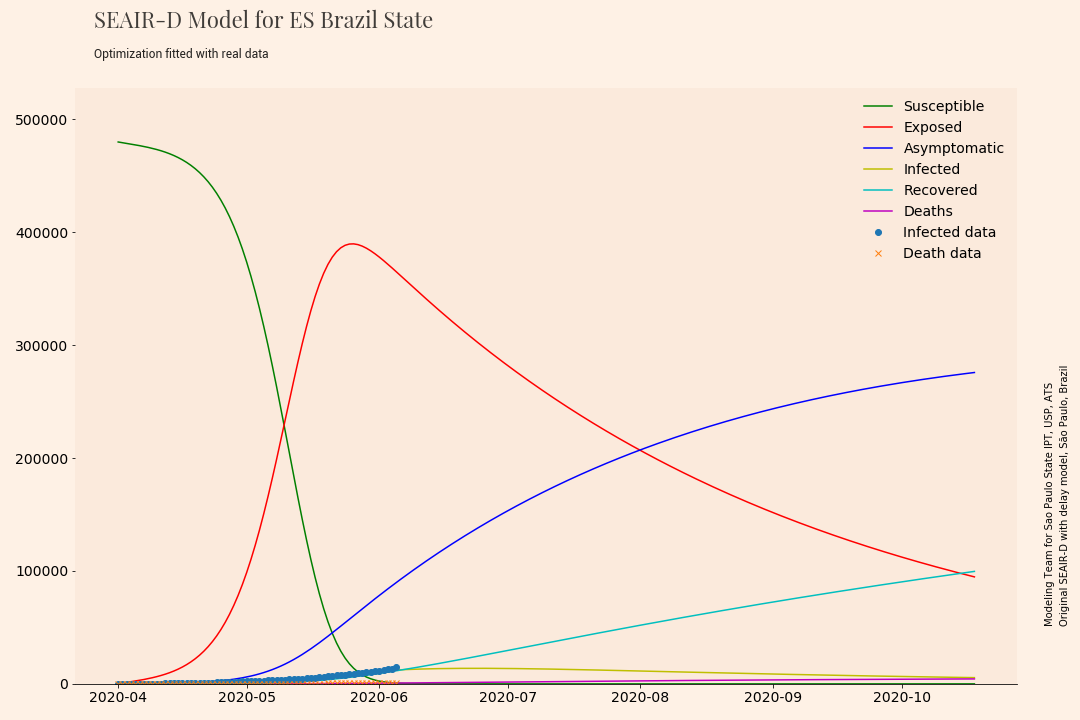 SEAIR-D Model for ES Brazil State
Optimization fitted with real data
Susceptible
Exposed
Asymptomatic
Infected
Recovered
Deaths
Infected data
Death data
500000
400000
300000
200000
100000
0
2020-04
2020-05
2020-06
2020-07
2020-08
2020-09
2020-10
Modeling Team for Sao Paulo State IPT, USP, ATS
Original SEAIR-D with delay model, São Paulo, Brazil